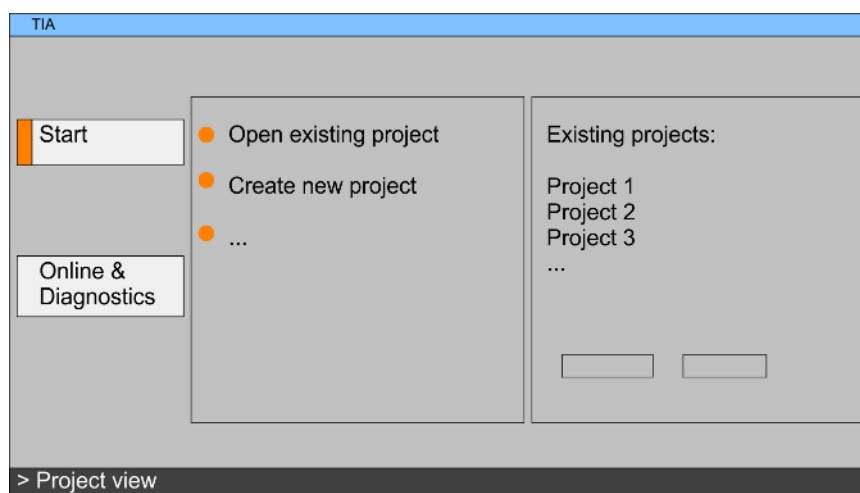 TIA
Start
Online &
Diagnostics
Open existing project
Create new project
...
Existing projects:
Project 1
Project 2
Project 3
...
> Project view